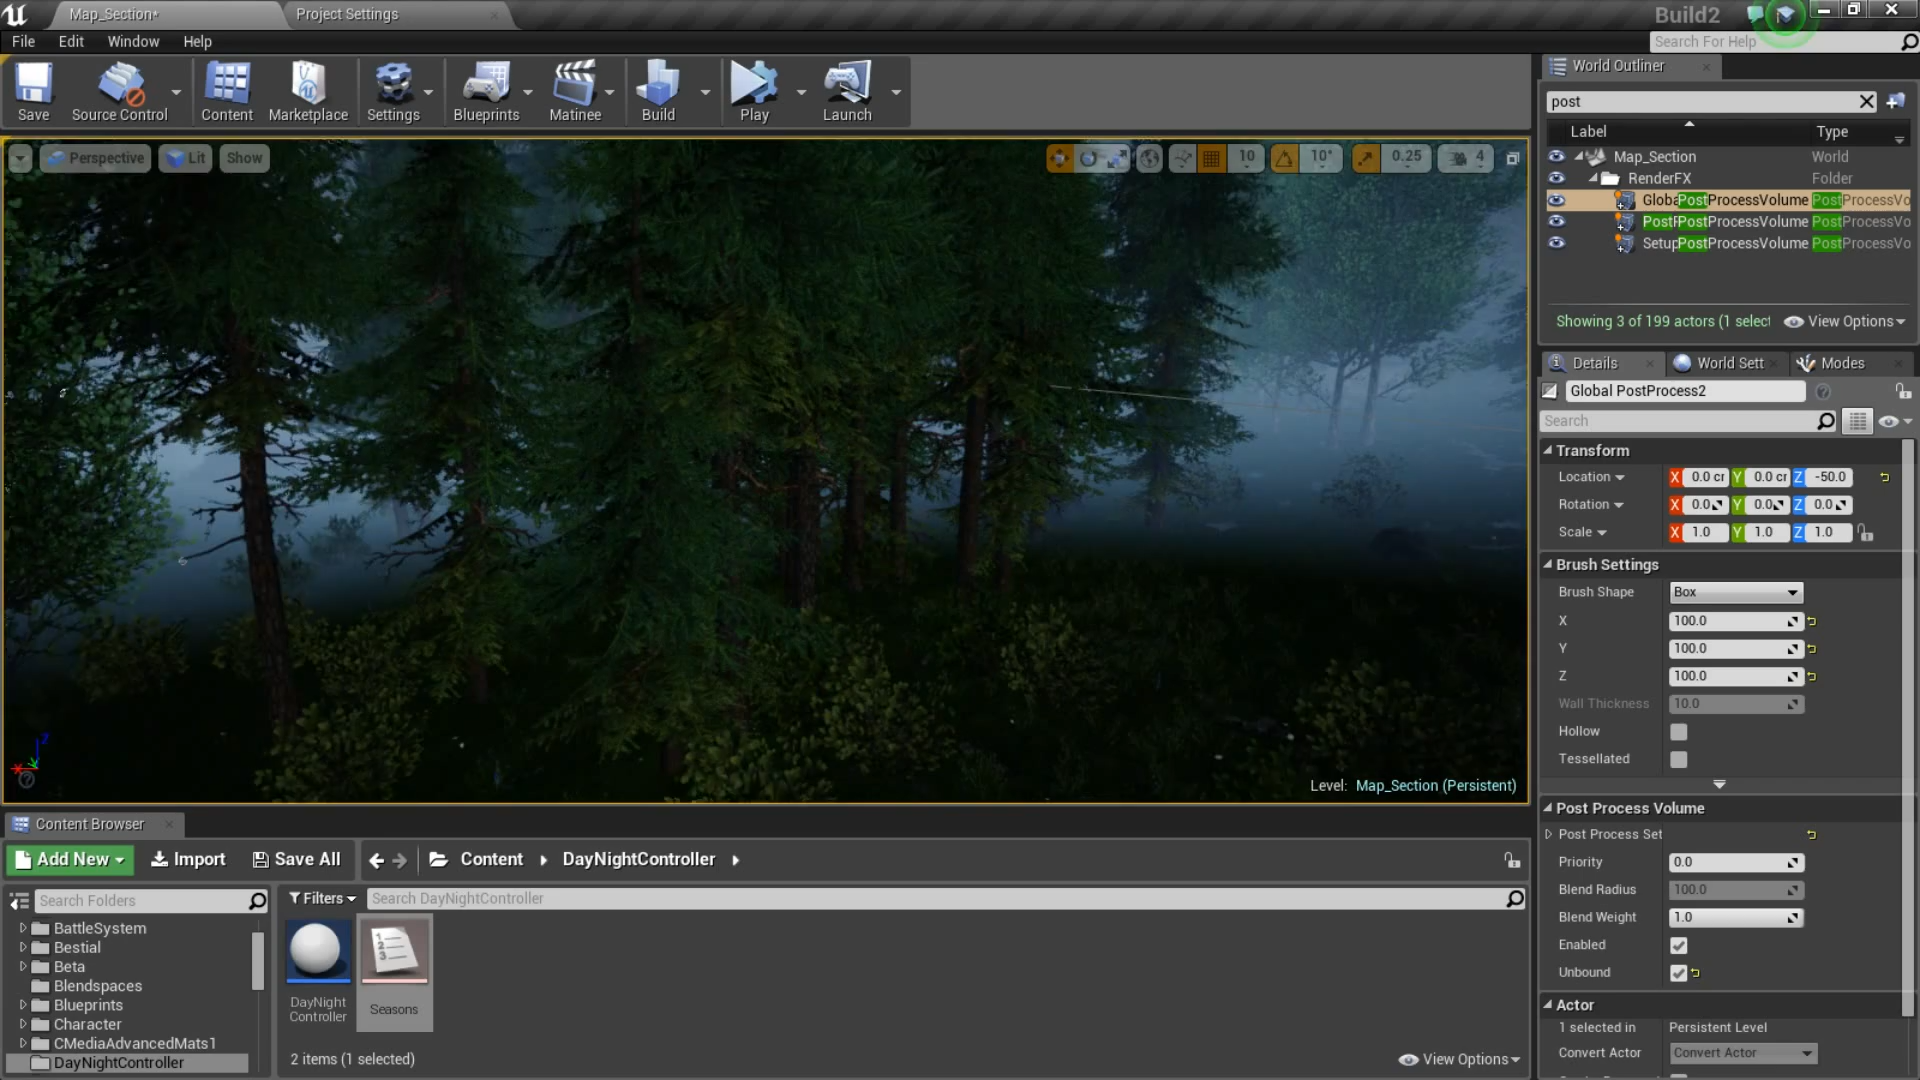 Map_Section*
Project Settings
Build2
File Edit Window Help
Search For Help
Save
Source Control
Content
Marketplace
Settings
Blueprints
Matinee
Build
Play
Launch
Perspective
Lit
Show
10
10°
0.25
4
Level: Map_Section (Persistent)
World Outliner
post
Label Type
Map_Section World
RenderFX Folder
PostProcessVolume PostProcessVo
PostProcessVolume PostProcessVo
Setup PostProcessVolume PostProcessVo
Showing 3 of 199 actors (1 select
View Options
Details
World Sett
Modes
Global PostProcess2
Search
Transform
Location X 0.0 cr Y 0.0 cr Z -50.0
Rotation X 0.0 Y 0.0 Z 0.0
Scale X 1.0 Y 1.0 Z 1.0
Brush Settings
Brush Shape Box
X 100.0
Y 100.0
Z 100.0
Wall Thickness 10.0
Hollow
Tessellated
Post Process Volume
Post Process Set
Priority 0.0
Blend Radius 100.0
Blend Weight 1.0
Enabled
Unbound
Actor
1 selected in Persistent Level
Convert Actor Convert Actor
Content Browser
Add New
Import
Save All
Content
DayNightController
Search Folders
Filters
Search DayNightController
BattleSystem
Bestial
Beta
Blendspaces
Blueprints
Character
CMediaAdvancedMats1
DayNightController
DayNight
Controller
Seasons
2 items (1 selected)
View Options
Z
X